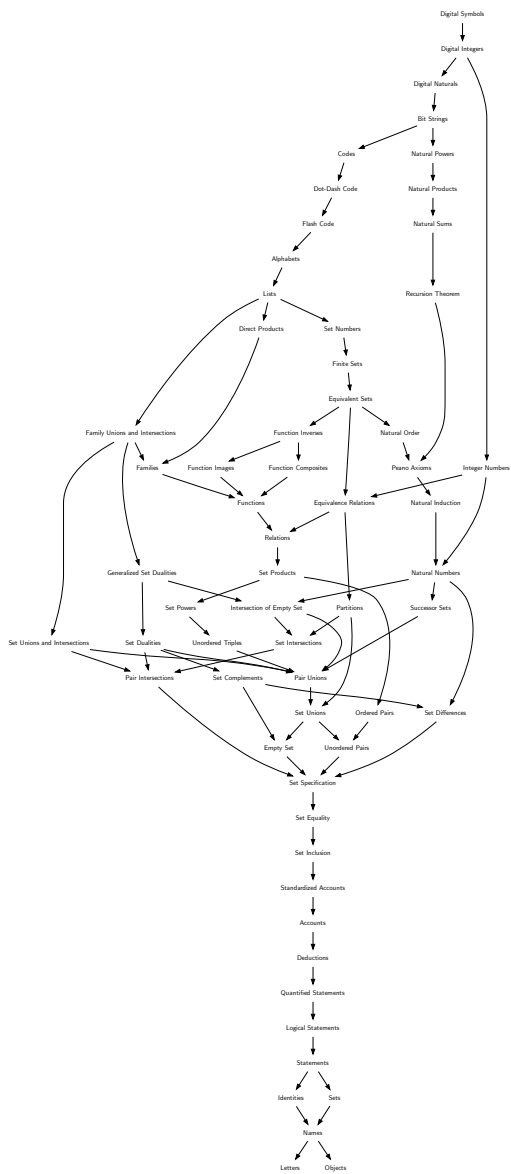 Digital Symbols
Digital Integers
Digital Naturals
Bit Strings
Codes Natural Powers
Dot-Dash Code Natural Products
Flash Code Natural Sums
Alphabets
Lists Recursion Theorem
Direct Products Set Numbers
Finite Sets
Equivalent Sets
Family Unions and Intersections Function Inverses Natural Order
Families Function Images Function Composites Peano Axioms Integer Numbers
Functions Equivalence Relations Natural Induction
Relations
Generalized Set Dualities Set Products Natural Numbers
Set Powers Intersection of Empty Set Partitions Successor Sets
Set Unions and Intersections Set Dualities Unordered Triples Set Intersections
Pair Intersections Set Complements Pair Unions
Set Unions Ordered Pairs Set Differences
Empty Set Unordered Pairs
Set Specification
Set Equality
Set Inclusion
Standardized Accounts
Accounts
Deductions
Quantified Statements
Logical Statements
Statements
Identities Sets
Names
Letters Objects